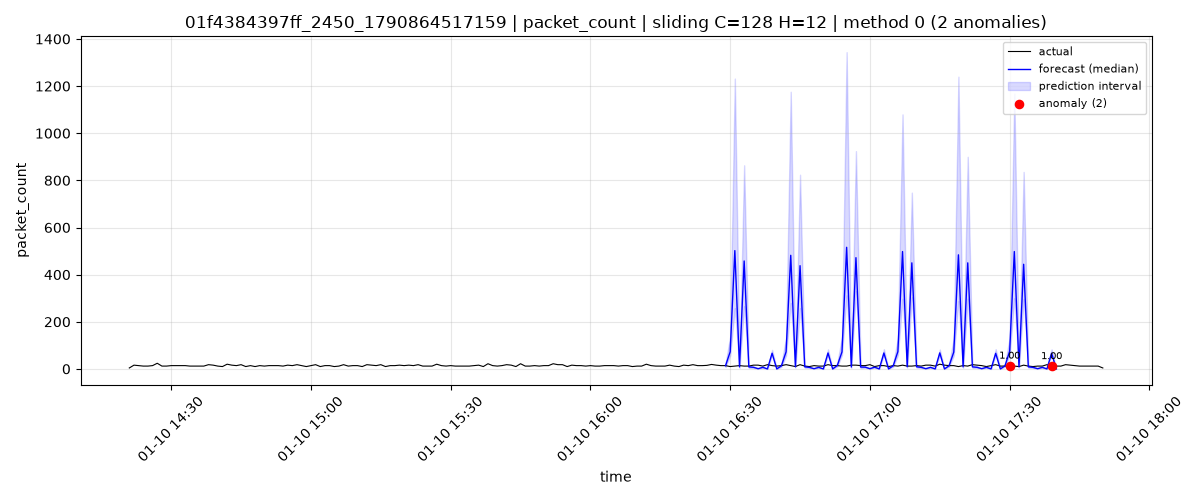 01f4384397ff_2450_1790864517159 | packet_count | sliding C=128 H=12 | method 0 (2 anomalies)
packet_count
1400
1200
1000
800
600
400
200
0
actual
forecast (median)
prediction interval
anomaly (2)
1.00
1.00
01-10 14:30
01-10 15:00
01-10 15:30
01-10 16:00
01-10 16:30
01-10 17:00
01-10 17:30
01-10 18:00
time